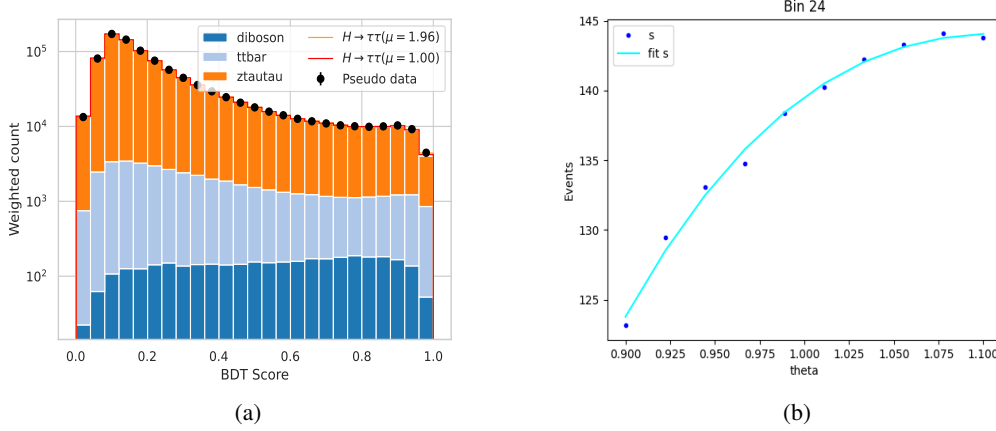 diboson
ttbar
ztautau
H → ττ(μ = 1.96)
H → ττ(μ = 1.00)
Pseudo data
10^5
10^4
10^3
10^2
Weighted count
0.0 0.2 0.4 0.6 0.8 1.0
BDT Score
(a)
Bin 24
s
fit s
145
140
135
130
125
Events
0.900 0.925 0.950 0.975 1.000 1.025 1.050 1.075 1.100
theta
(b)